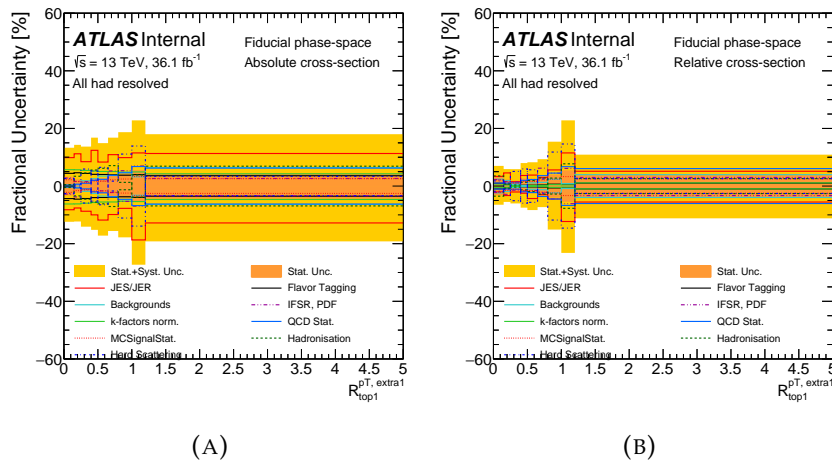 Fractional Uncertainty [%]
60
40
20
0
−20
−40
−60
ATLAS Internal
√s = 13 TeV, 36.1 fb-1
All had resolved
Fiducial phase-space
Absolute cross-section
Stat.+Syst. Unc.
Stat. Unc.
JES/JER
Flavor Tagging
Backgrounds
IFSR, PDF
k-factors norm.
QCD Stat.
MCSignalStat.
Hadronisation
Hard Scattering
0 0.5 1 1.5 2 2.5 3 3.5 4 4.5 5
R pT, extra1 top1
(A)
Fractional Uncertainty [%]
60
40
20
0
−20
−40
−60
ATLAS Internal
√s = 13 TeV, 36.1 fb-1
All had resolved
Fiducial phase-space
Relative cross-section
Stat.+Syst. Unc.
Stat. Unc.
JES/JER
Flavor Tagging
Backgrounds
IFSR, PDF
k-factors norm.
QCD Stat.
MCSignalStat.
Hadronisation
Hard Scattering
0 0.5 1 1.5 2 2.5 3 3.5 4 4.5 5
R pT, extra1 top1
(B)